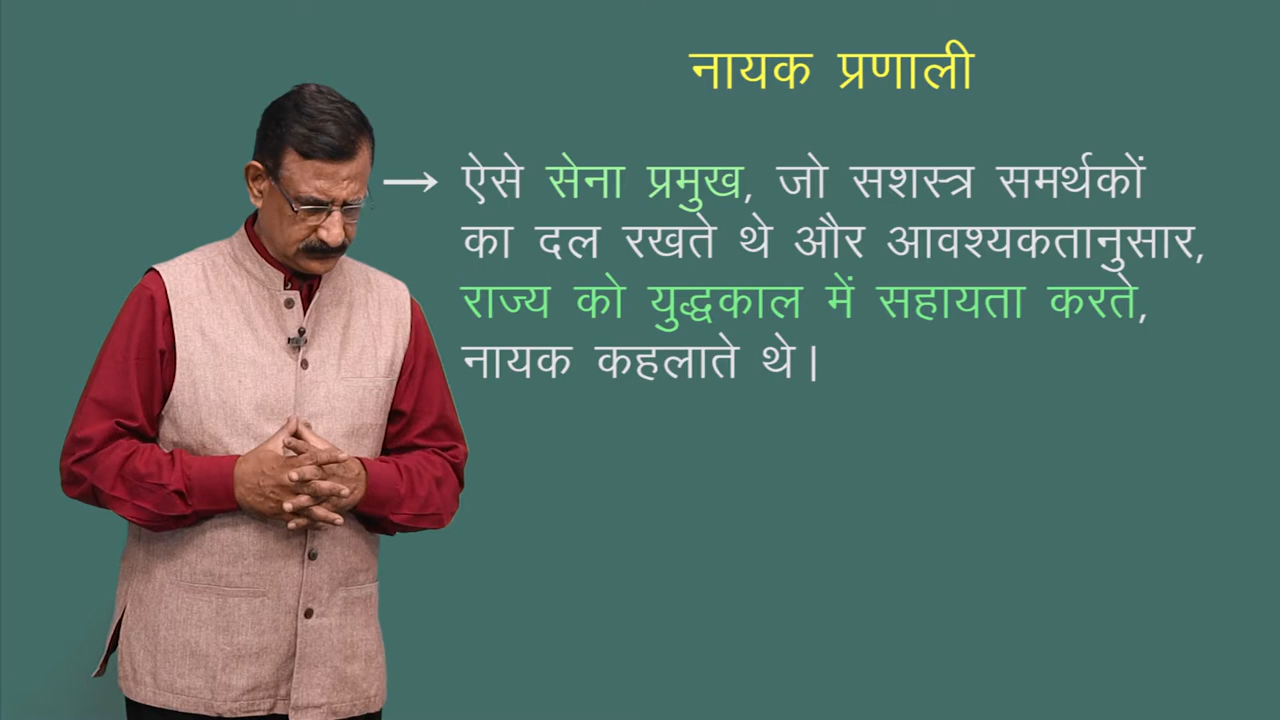 नायक प्रणाली
→ ऐसे सेना प्रमुख, जो सशस्त्र समर्थकों
का दल रखते थे और आवश्यकतानुसार,
राज्य को युद्धकाल में सहायता करते,
नायक कहलाते थे।